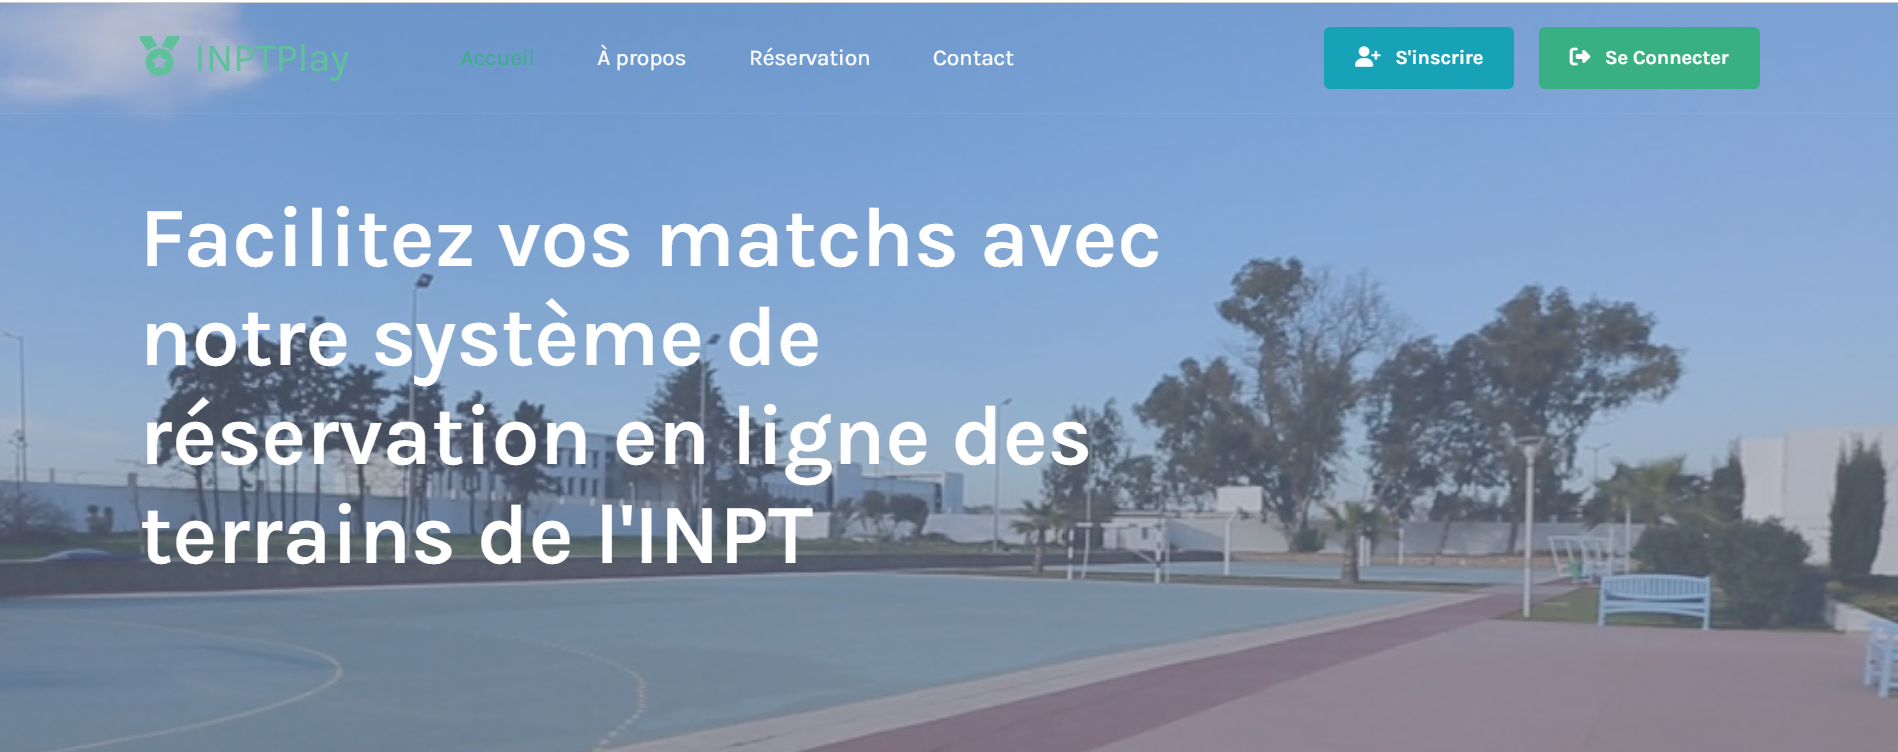 INPTPlay
Accueil
À propos
Réservation
Contact
S'inscrire
Se Connecter
Facilitez vos matchs avec
notre système de
réservation en ligne des
terrains de l'INPT